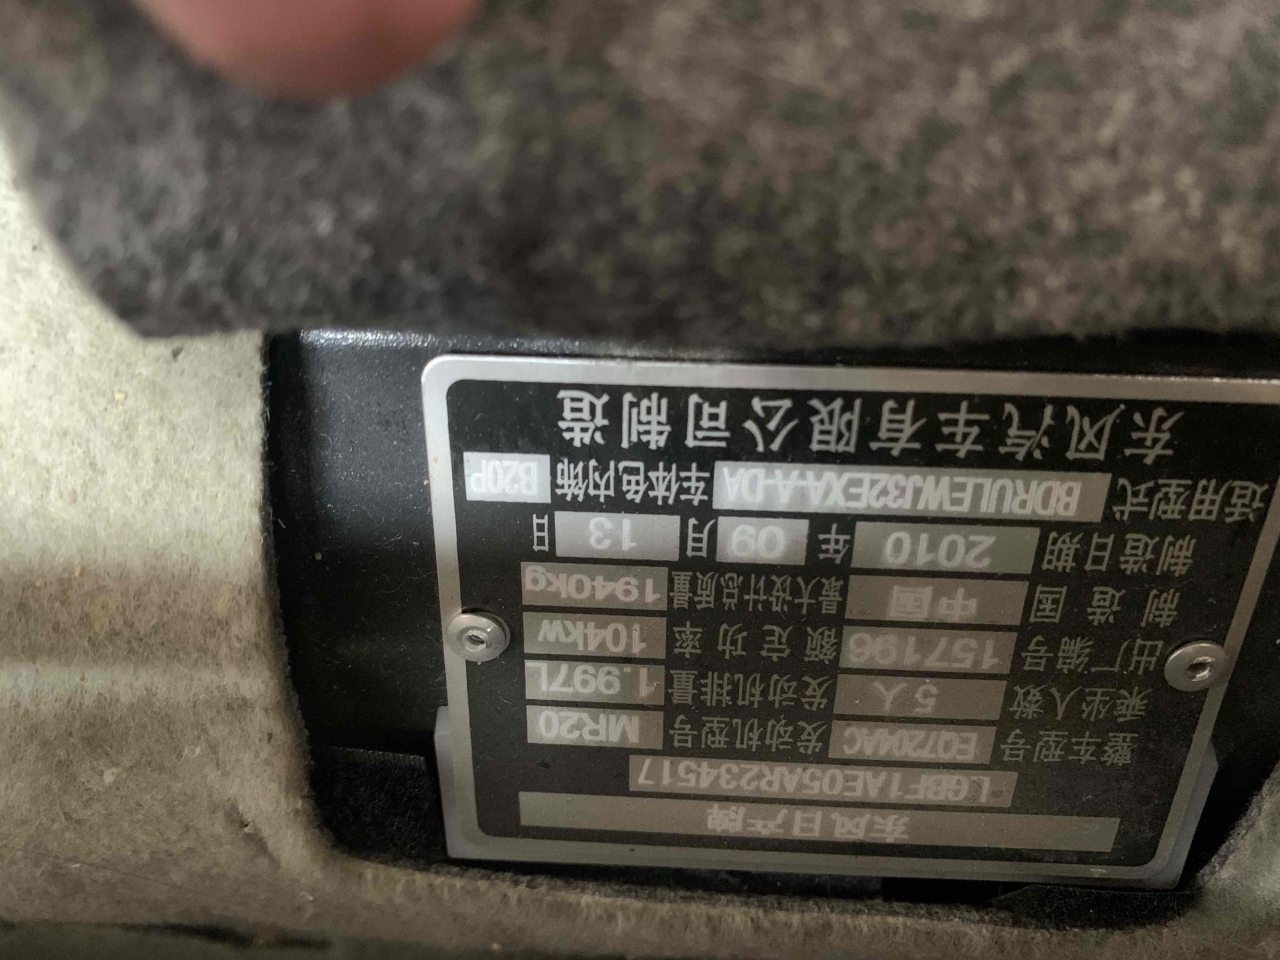 东风日产牌
LGBF1AE05AR234517
整车型号 EQ7204AC 发动机型号 MR20
乘坐人数 5人 发动机排量 1.997L
出厂编号 157196 额定功率 104kw
制造国 中国 最大设计总质量 1940kg
制造日期 2010 年 09 月 13 日
适用型式 BDRULEWJ32EXA-A-DA 车体色内饰 B20P
东风汽车有限公司制造